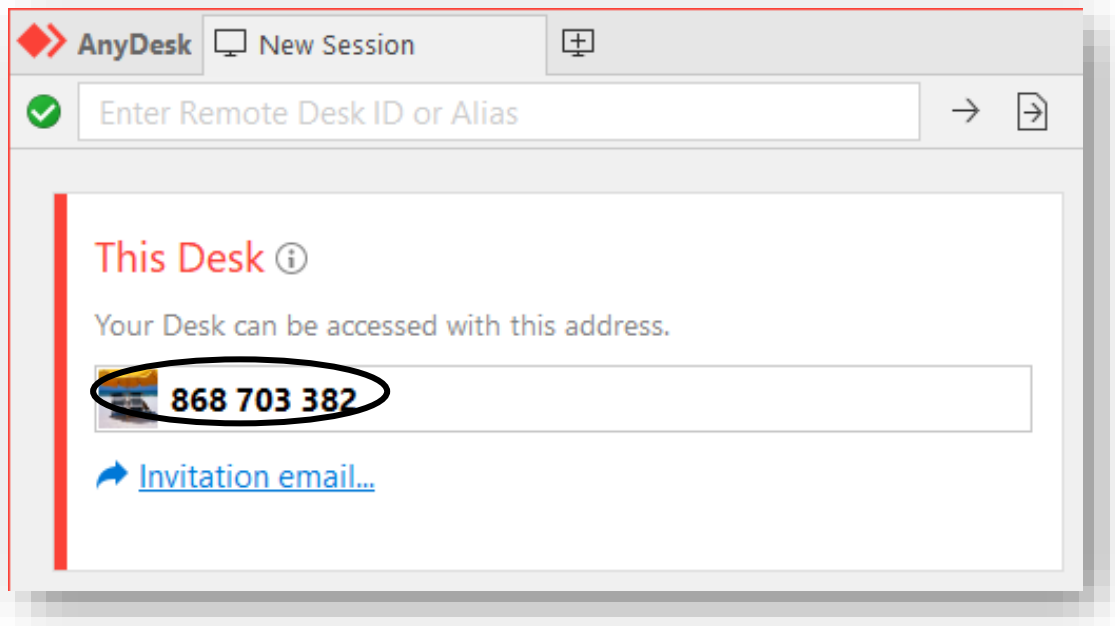 AnyDesk New Session
Enter Remote Desk ID or Alias
This Desk
Your Desk can be accessed with this address.
868 703 382
Invitation email...